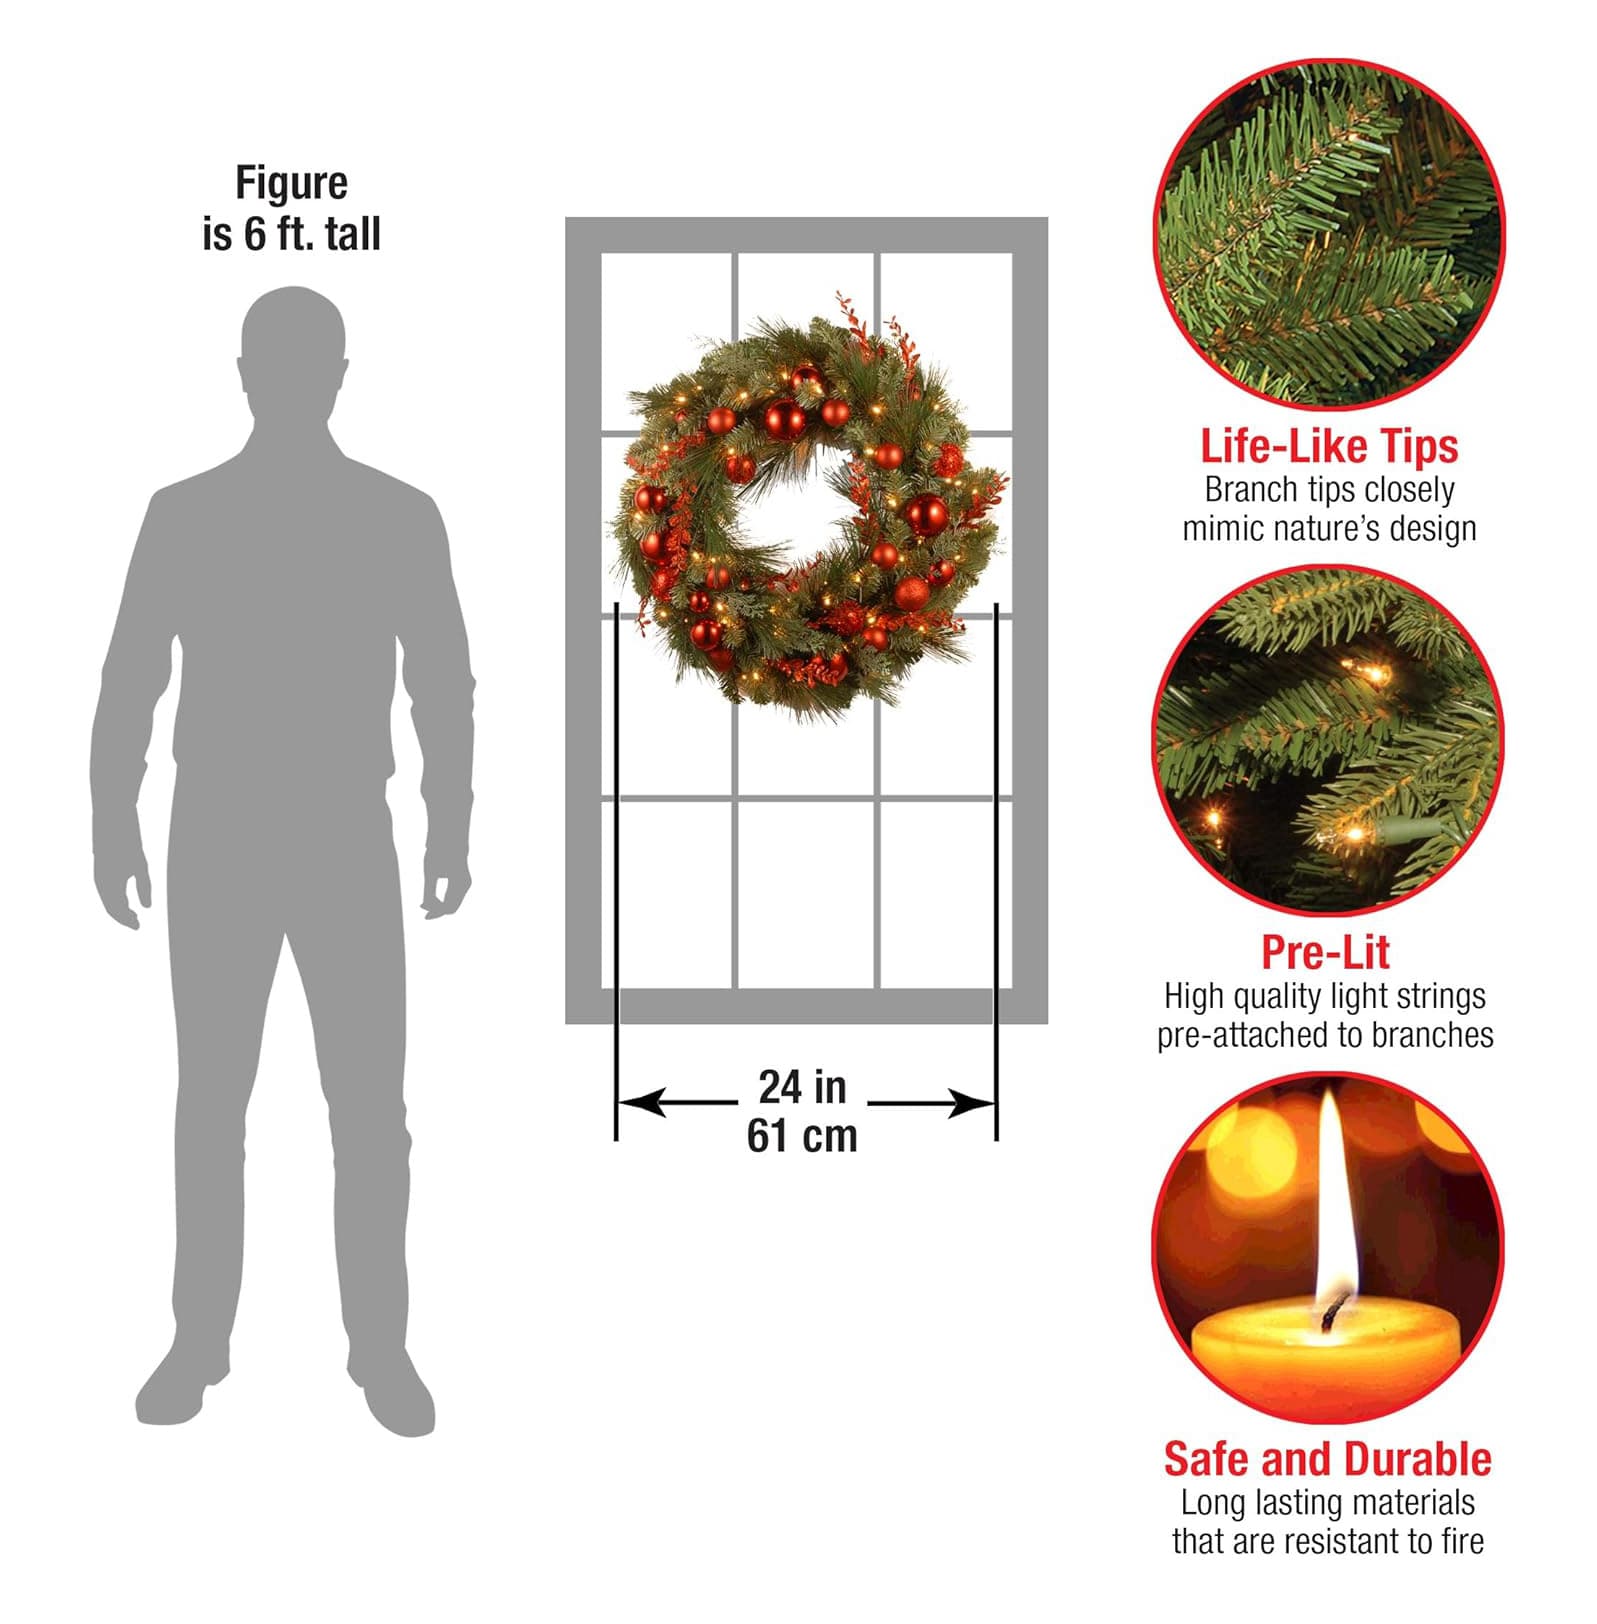 Figure
is 6 ft. tall
24 in
61 cm
Life-Like Tips
Branch tips closely
mimic nature's design
Pre-Lit
High quality light strings
pre-attached to branches
Safe and Durable
Long lasting materials
that are resistant to fire